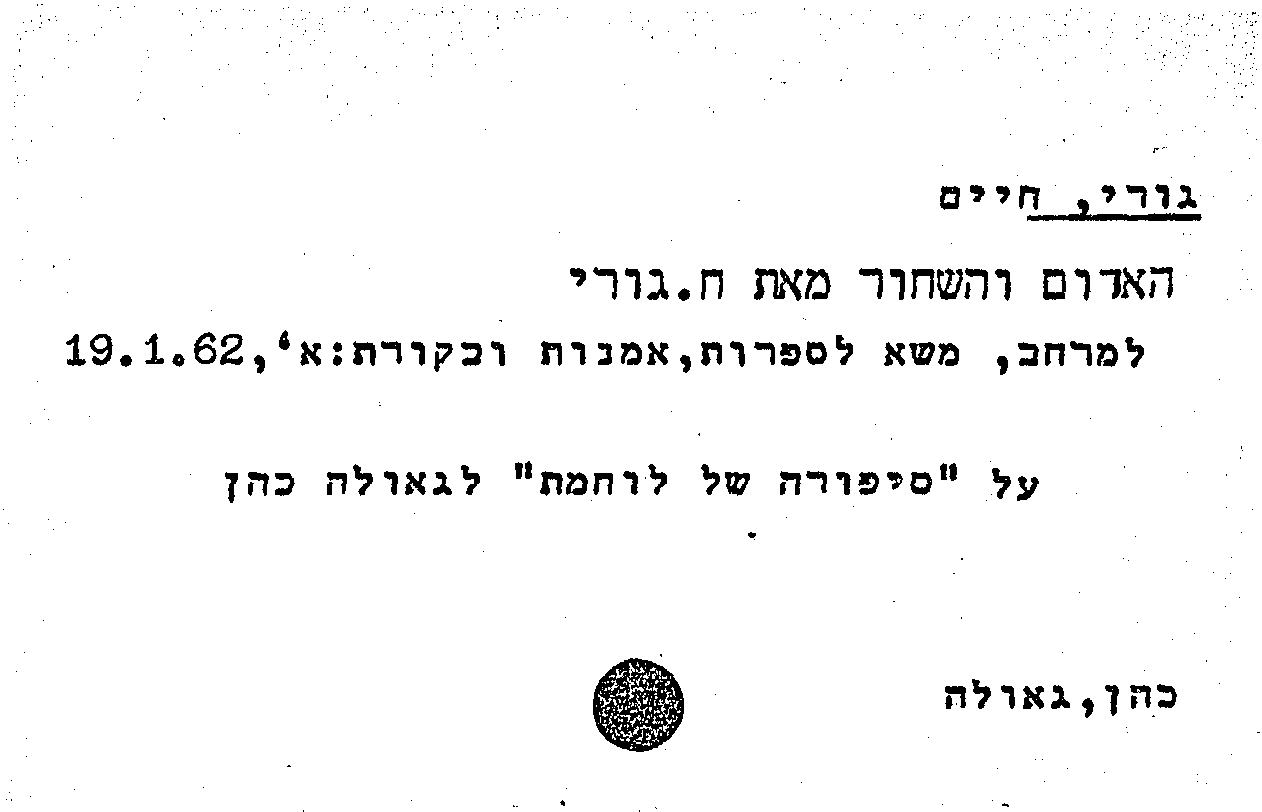 גורי, חיים
האדום והשחור מאת ח.גורי
למרחב, משא לספרות,אמנות ובקורת:א',19.1.62
על "סיפורה של לוחמת" לגאולה כהן
כהן,גאולה